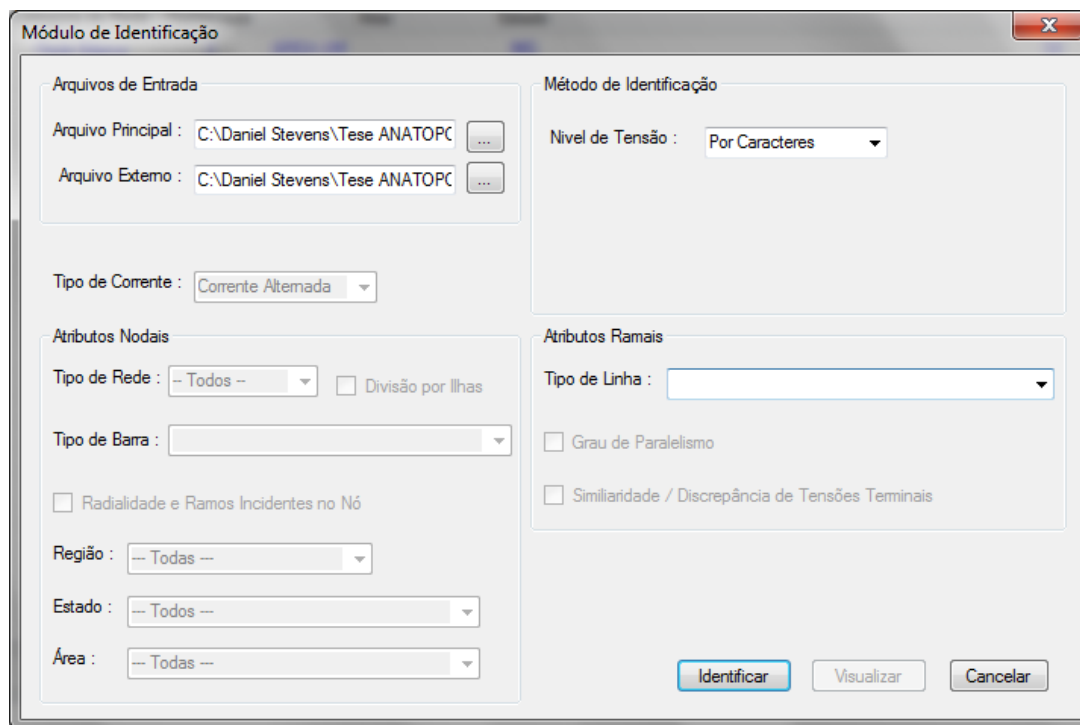 Módulo de Identificação
Arquivos de Entrada
Arquivo Principal : C:\Daniel Stevens\Tese ANATOPO ...
Arquivo Externo : C:\Daniel Stevens\Tese ANATOPO ...
Método de Identificação
Nivel de Tensão : Por Caracteres
Tipo de Corrente : Corrente Alternada
Atributos Nodais
Tipo de Rede : -- Todos -- Divisão por Ilhas
Tipo de Barra :
Radialidade e Ramos Incidentes no Nó
Região : --- Todas ---
Estado : --- Todos ---
Área : --- Todas ---
Atributos Ramais
Tipo de Linha :
Grau de Paralelismo
Similiaridade / Discrepância de Tensões Terminais
Identificar Visualizar Cancelar